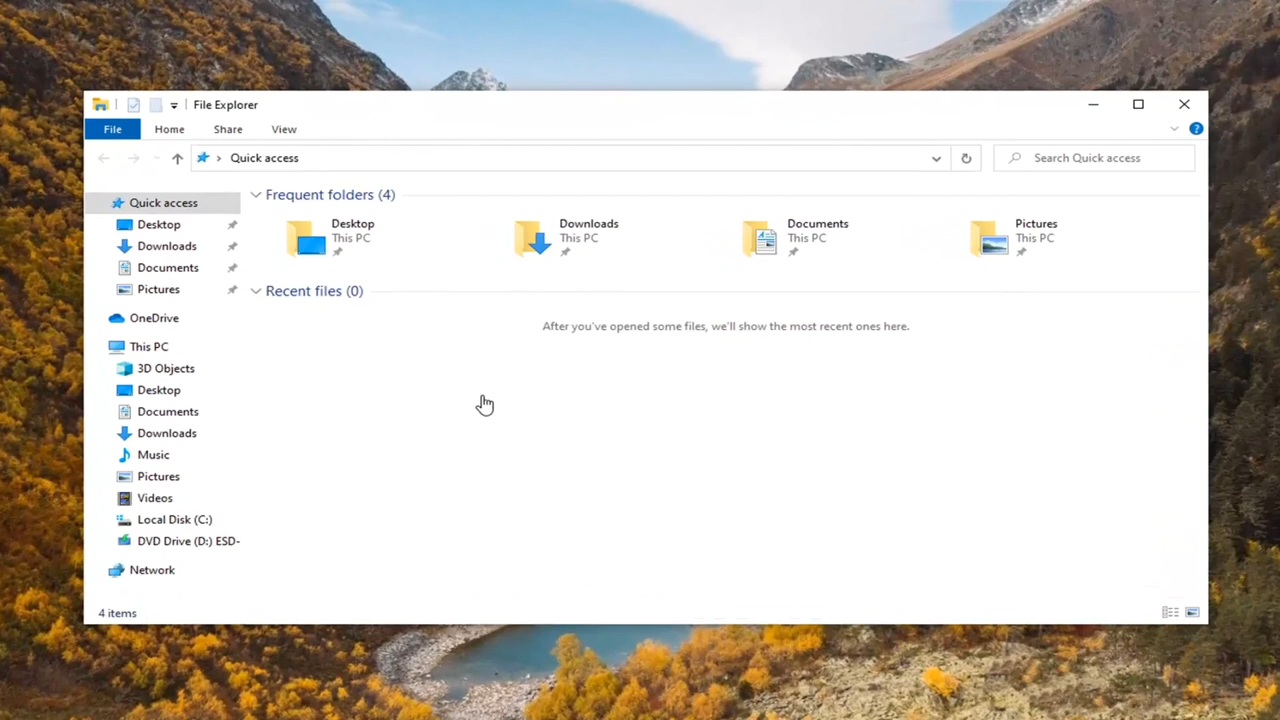 File Explorer
File Home Share View
Quick access
Search Quick access
Quick access
Desktop
Downloads
Documents
Pictures
OneDrive
This PC
3D Objects
Desktop
Documents
Downloads
Music
Pictures
Videos
Local Disk (C:)
DVD Drive (D:) ESD-
Network
Frequent folders (4)
Desktop
This PC
Downloads
This PC
Documents
This PC
Pictures
This PC
Recent files (0)
After you've opened some files, we'll show the most recent ones here.
4 items